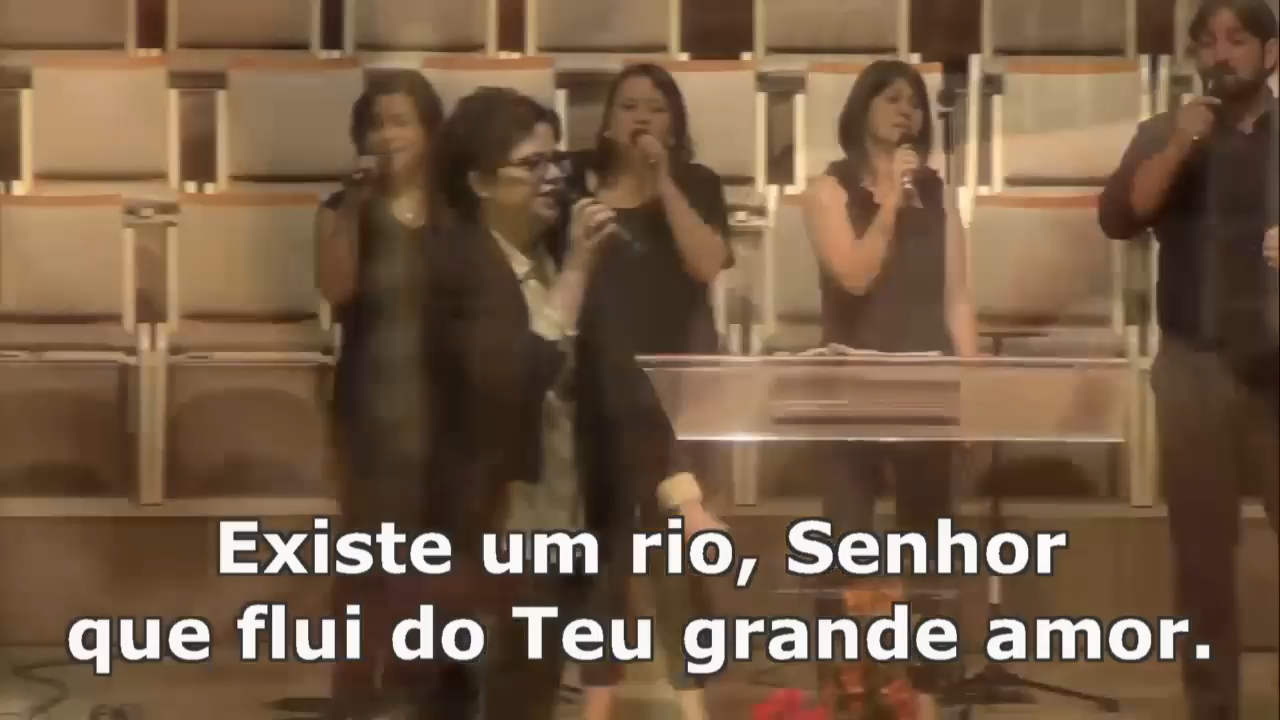 Existe um rio, Senhor
que flui do Teu grande amor.